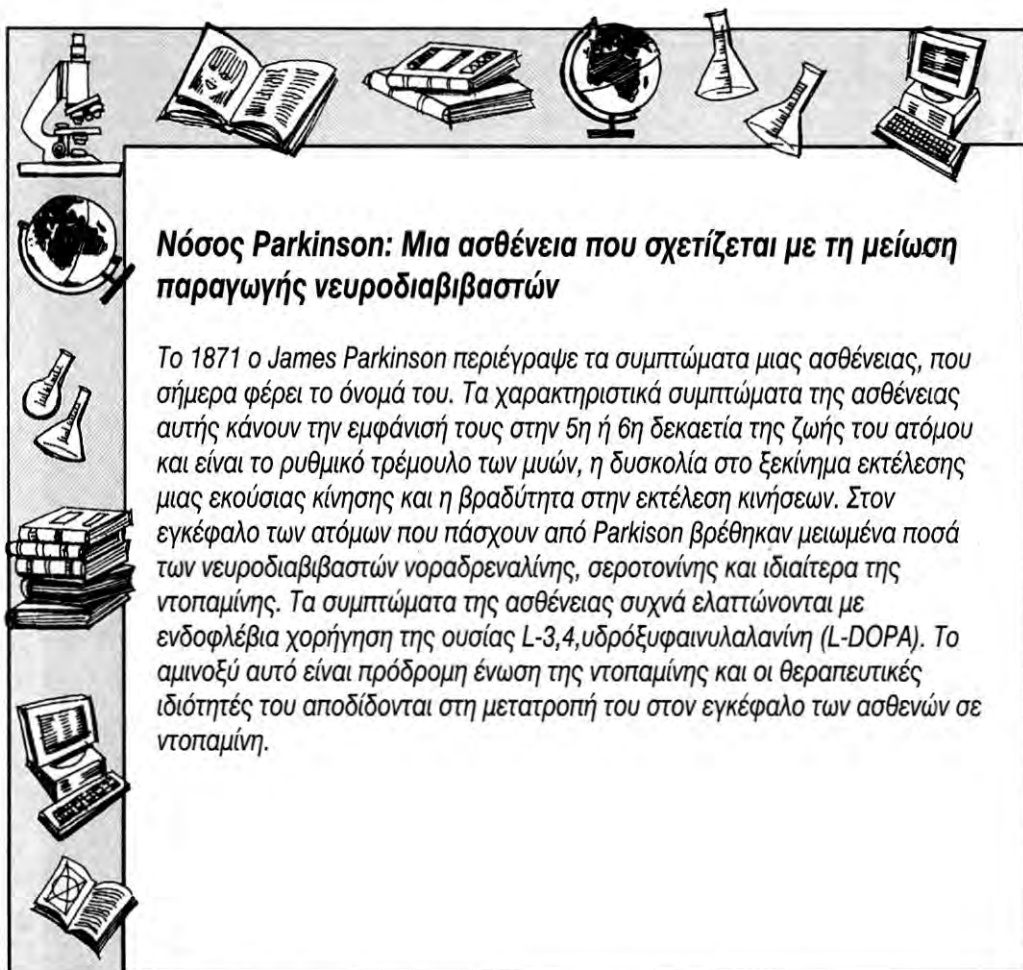 Νόσος Parkinson: Μια ασθένεια που σχετίζεται με τη μείωση
παραγωγής νευροδιαβιβαστών
Το 1871 ο James Parkinson περιέγραψε τα συμπτώματα μιας ασθένειας, που
σήμερα φέρει το όνομά του. Τα χαρακτηριστικά συμπτώματα της ασθένειας
αυτής κάνουν την εμφάνισή τους στην 5η ή 6η δεκαετία της ζωής του ατόμου
και είναι το ρυθμικό τρέμουλο των μυών, η δυσκολία στο ξεκίνημα εκτέλεσης
μιας εκούσιας κίνησης και η βραδύτητα στην εκτέλεση κινήσεων. Στον
εγκέφαλο των ατόμων που πάσχουν από Parkison βρέθηκαν μειωμένα ποσά
των νευροδιαβιβαστών νοραδρεναλίνης, σεροτονίνης και ιδιαίτερα της
ντοπαμίνης. Τα συμπτώματα της ασθένειας συχνά ελαττώνονται με
ενδοφλέβια χορήγηση της ουσίας L-3,4,υδρόξυφαινυλαλανίνη (L-DOPA). Το
αμινοξύ αυτό είναι πρόδρομη ένωση της ντοπαμίνης και οι θεραπευτικές
ιδιότητές του αποδίδονται στη μετατροπή του στον εγκέφαλο των ασθενών σε
ντοπαμίνη.